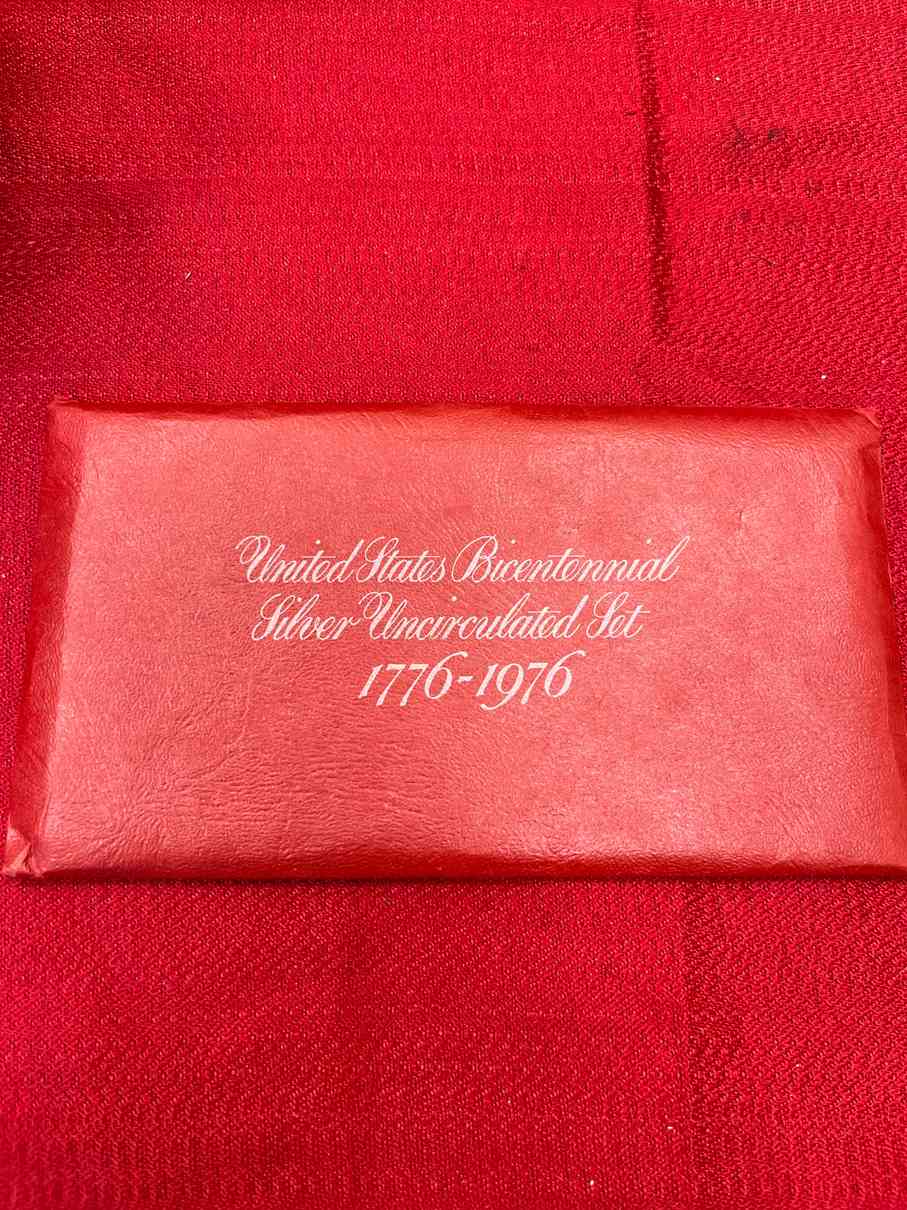 United States Bicentennial
Silver Uncirculated Set
1776-1976